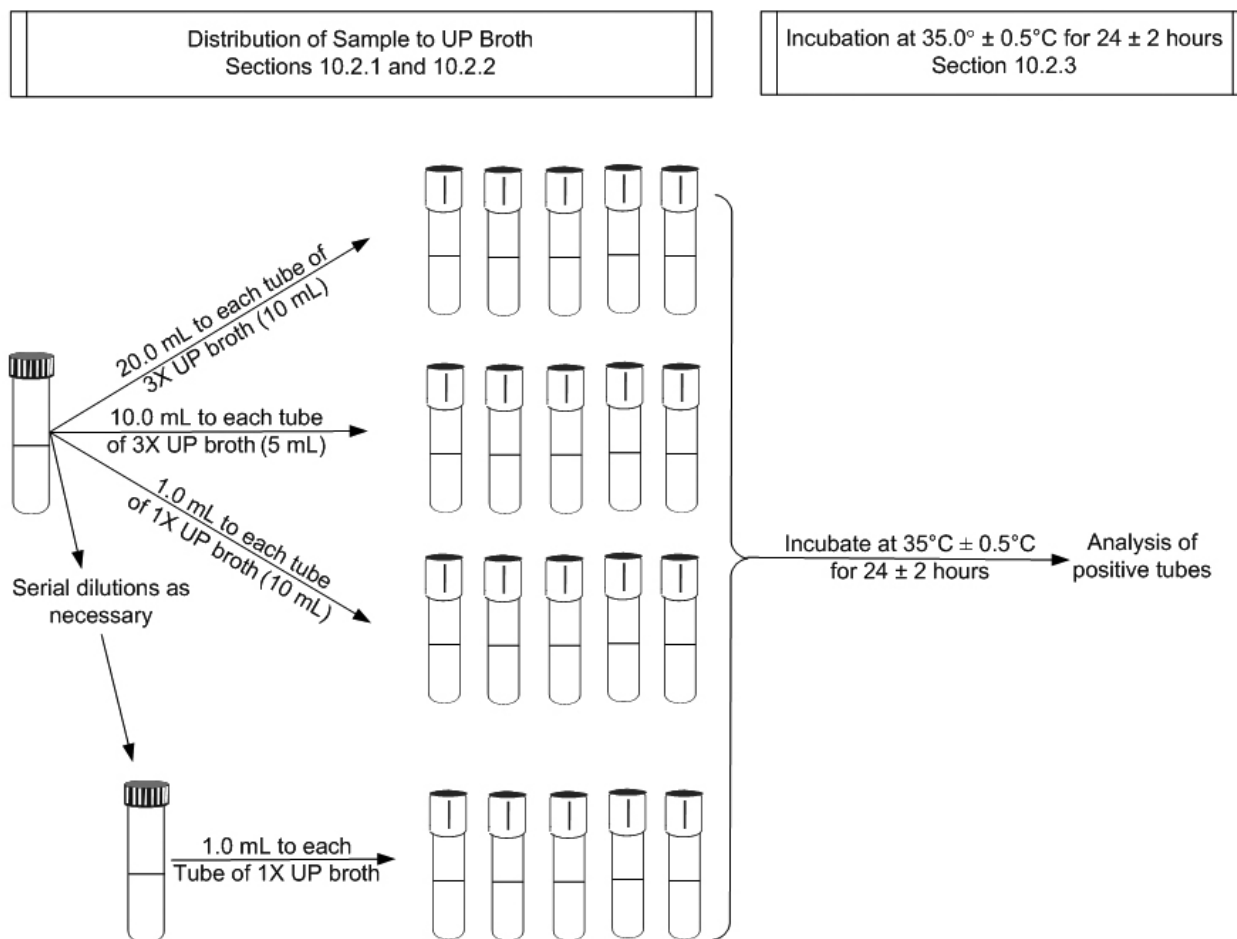 Distribution of Sample to UP Broth
Sections 10.2.1 and 10.2.2
Incubation at 35.0° ± 0.5°C for 24 ± 2 hours
Section 10.2.3
20.0 mL to each tube of
3X UP broth (10 mL)
10.0 mL to each tube
of 3X UP broth (5 mL)
1.0 mL to each tube
of 1X UP broth (10 mL)
Serial dilutions as
necessary
1.0 mL to each
Tube of 1X UP broth
Incubate at 35°C ± 0.5°C
for 24 ± 2 hours
Analysis of
positive tubes